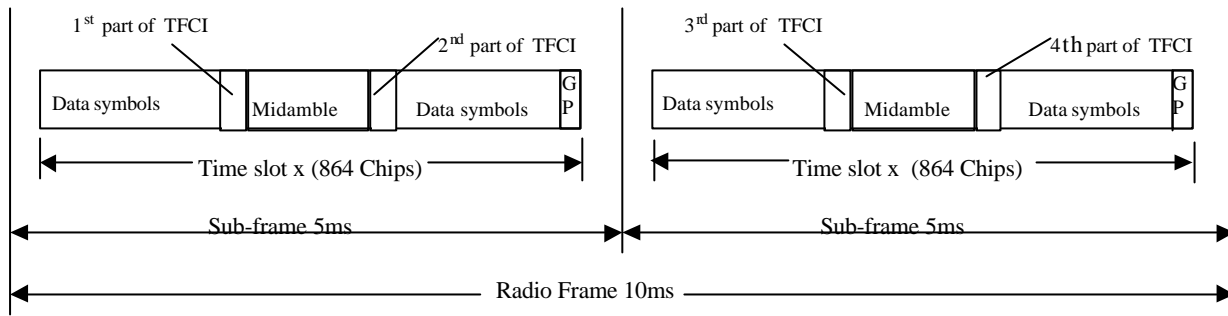 1st part of TFCI
2nd part of TFCI
3rd part of TFCI
4th part of TFCI
Data symbols
Midamble
Data symbols
G
P
Data symbols
Midamble
Data symbols
G
P
Time slot x (864 Chips)
Time slot x (864 Chips)
Sub-frame 5ms
Sub-frame 5ms
Radio Frame 10ms